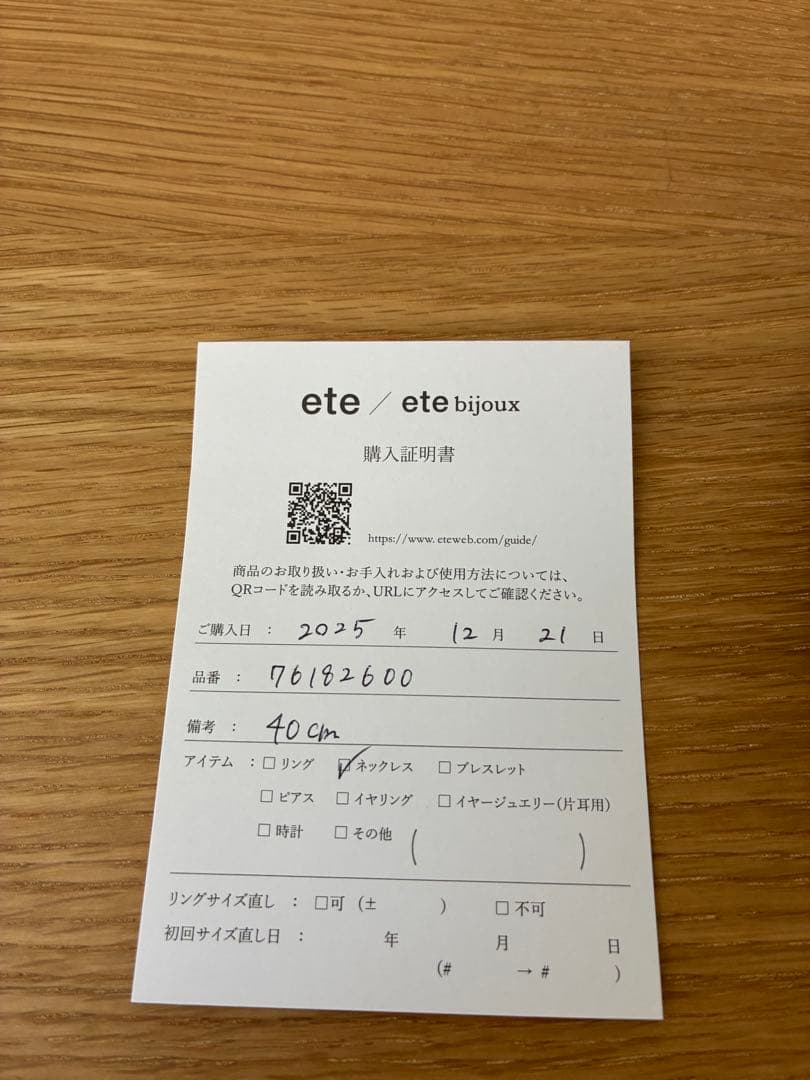 ete / ete bijoux
購入証明書
https://www.eteweb.com/guide/
商品のお取り扱い・お手入れおよび使用方法については、
QRコードを読み取るか、URLにアクセスしてご確認ください。
ご購入日 : 2025 年 12 月 21 日
品番 : 76182600
備考 : 40cm
アイテム : □ リング ☑ ネックレス □ ブレスレット
□ ピアス □ イヤリング □ イヤージュエリー(片耳用)
□ 時計 □ その他 ( )
リングサイズ直し : □可 (± ) □ 不可
初回サイズ直し日 : 年 月 日
(# → # )